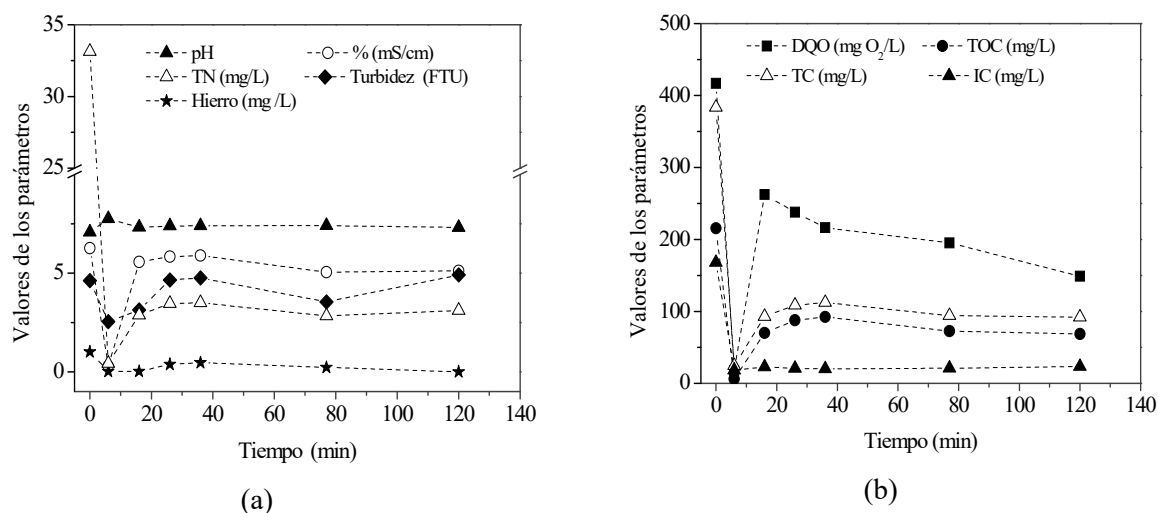 35
30
25
5
0
Valores de los parámetros
pH
% (mS/cm)
TN (mg/L)
Turbidez (FTU)
Hierro (mg /L)
0 20 40 60 80 100 120 140
Tiempo (min)
(a)
500
400
300
200
100
0
Valores de los parámetros
DQO (mg O2/L)
TOC (mg/L)
TC (mg/L)
IC (mg/L)
0 20 40 60 80 100 120 140
Tiempo (min)
(b)